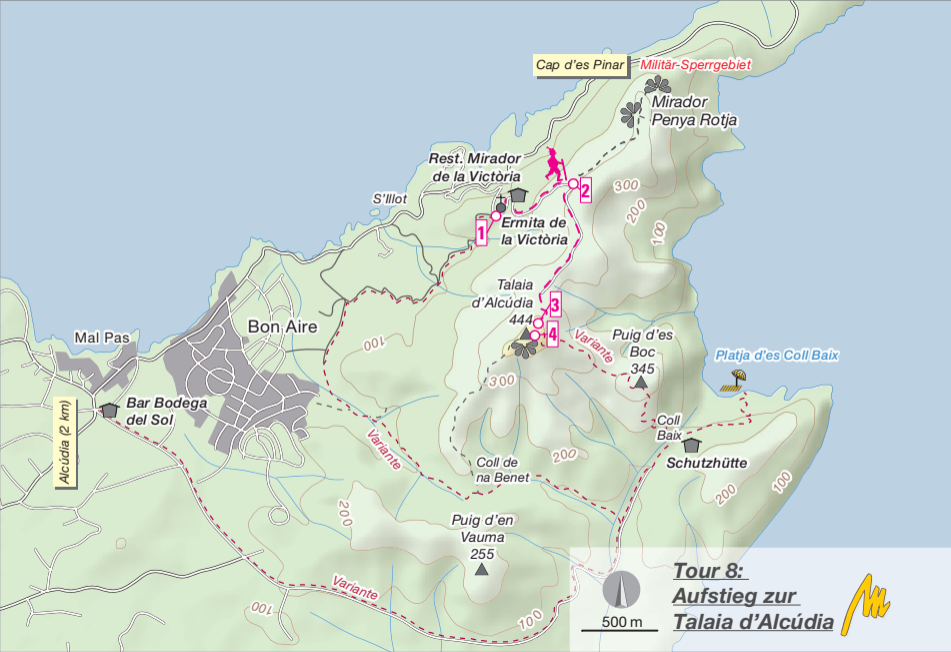 Cap d'es Pinar
Militär-Sperrgebiet
Mirador
Penya Rotja
Rest. Mirador
de la Victòria
2
300
S'Illot
200
1
Ermita de
la Victòria
100
Talaia
d'Alcúdia
444
3
4
Bon Aire
Mal Pas
100
Variante
Puig d'es
Boc
345
Platja d'es Coll Baix
300
Bar Bodega
del Sol
Alcúdia (2 km)
Coll
Baix
Variante
200
Schutzhütte
Coll de
na Benet
200
100
200
Puig d'en
Vauma
255
Variante
100
100
500 m
Tour 8:
Aufstieg zur
Talaia d'Alcúdia